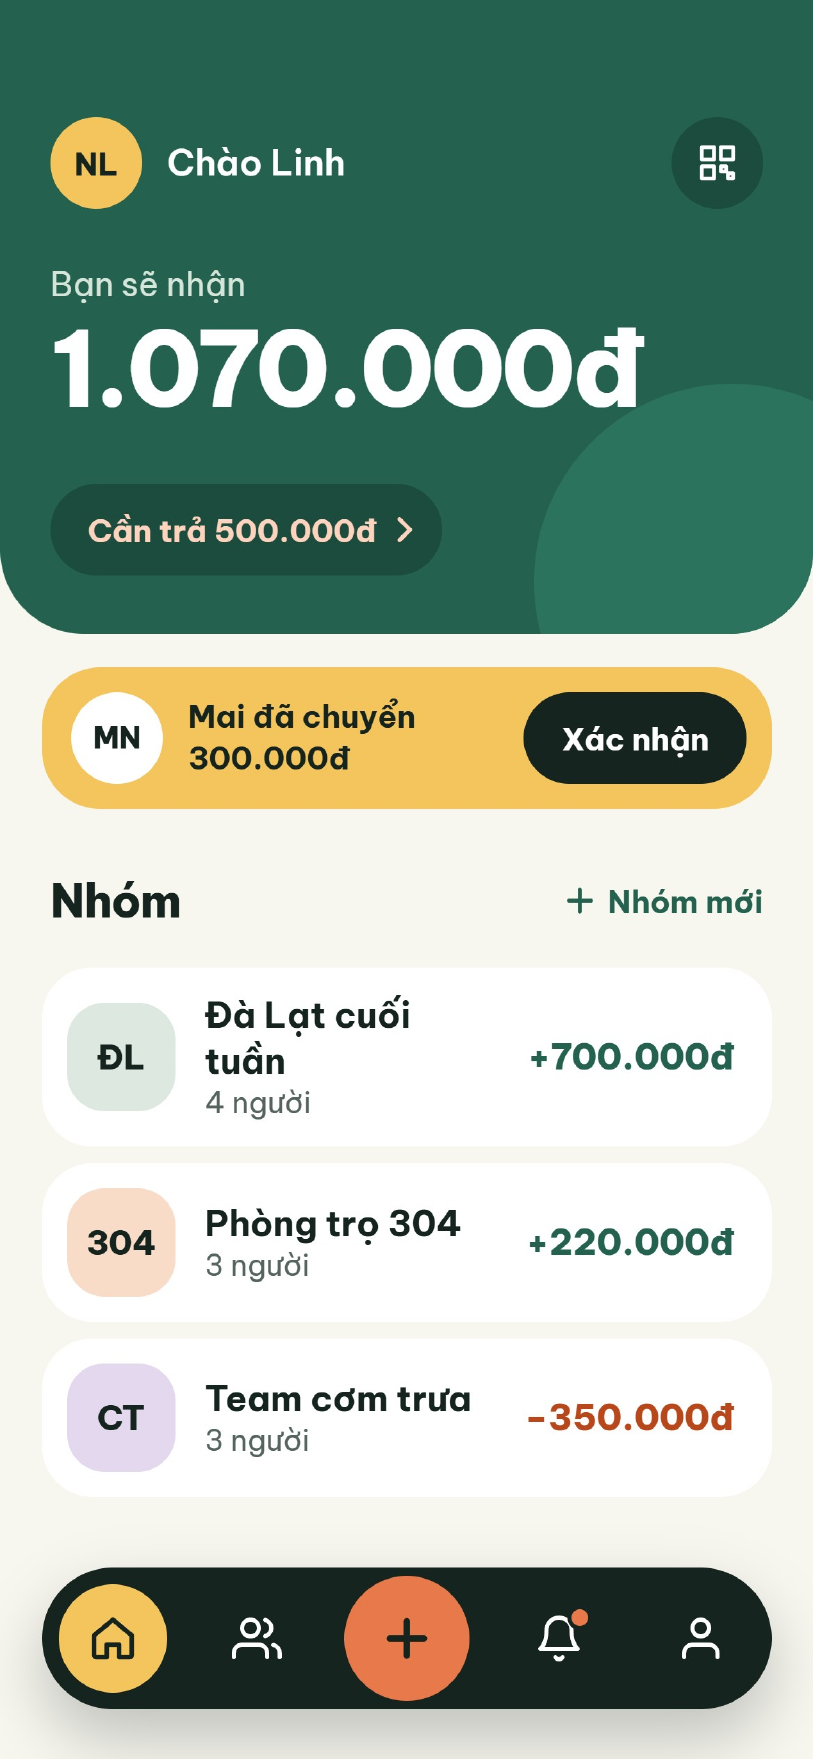 NL
Chào Linh
Bạn sẽ nhận
1.070.000đ
Cần trả 500.000đ
MN
Mai đã chuyển
300.000đ
Xác nhận
Nhóm
+ Nhóm mới
ĐL
Đà Lạt cuối
tuần
4 người
+700.000đ
304
Phòng trọ 304
3 người
+220.000đ
CT
Team cơm trưa
3 người
-350.000đ